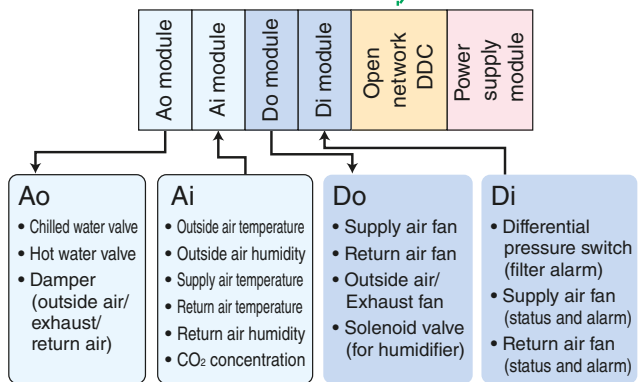 Ao module
Ai module
Do module
Di module
Open
network
DDC
Power
supply
module
Ao
• Chilled water valve
• Hot water valve
• Damper
(outside air/
exhaust/
return air)
Ai
• Outside air temperature
• Outside air humidity
• Supply air temperature
• Return air temperature
• Return air humidity
• CO₂ concentration
Do
• Supply air fan
• Return air fan
• Outside air/
Exhaust fan
• Solenoid valve
(for humidifier)
Di
• Differential
pressure switch
(filter alarm)
• Supply air fan
(status and alarm)
• Return air fan
(status and alarm)